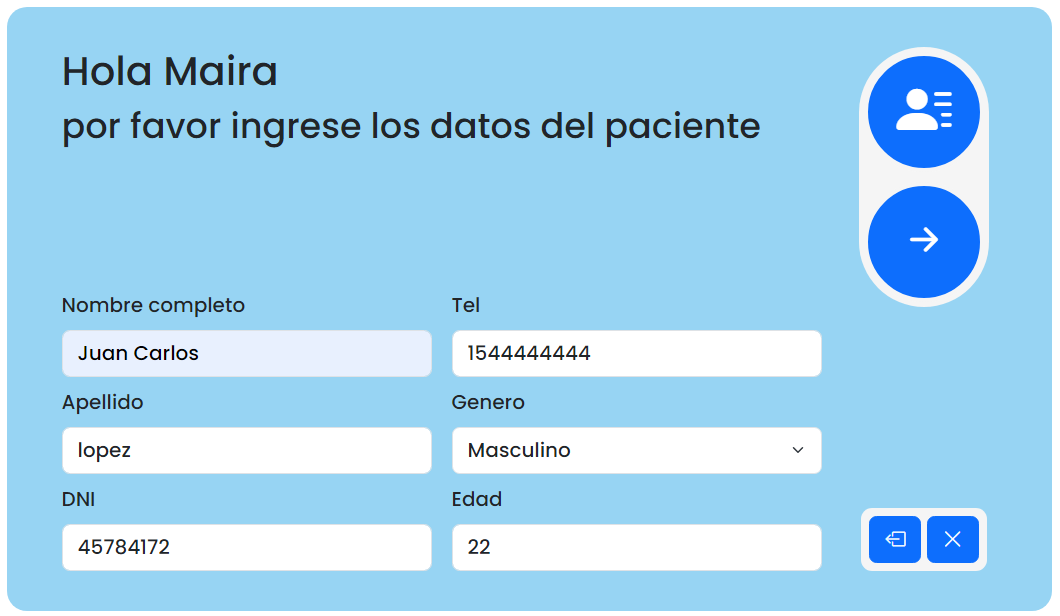 Hola Maira
por favor ingrese los datos del paciente
Nombre completo
Juan Carlos
Tel
1544444444
Apellido
lopez
Genero
Masculino
DNI
45784172
Edad
22